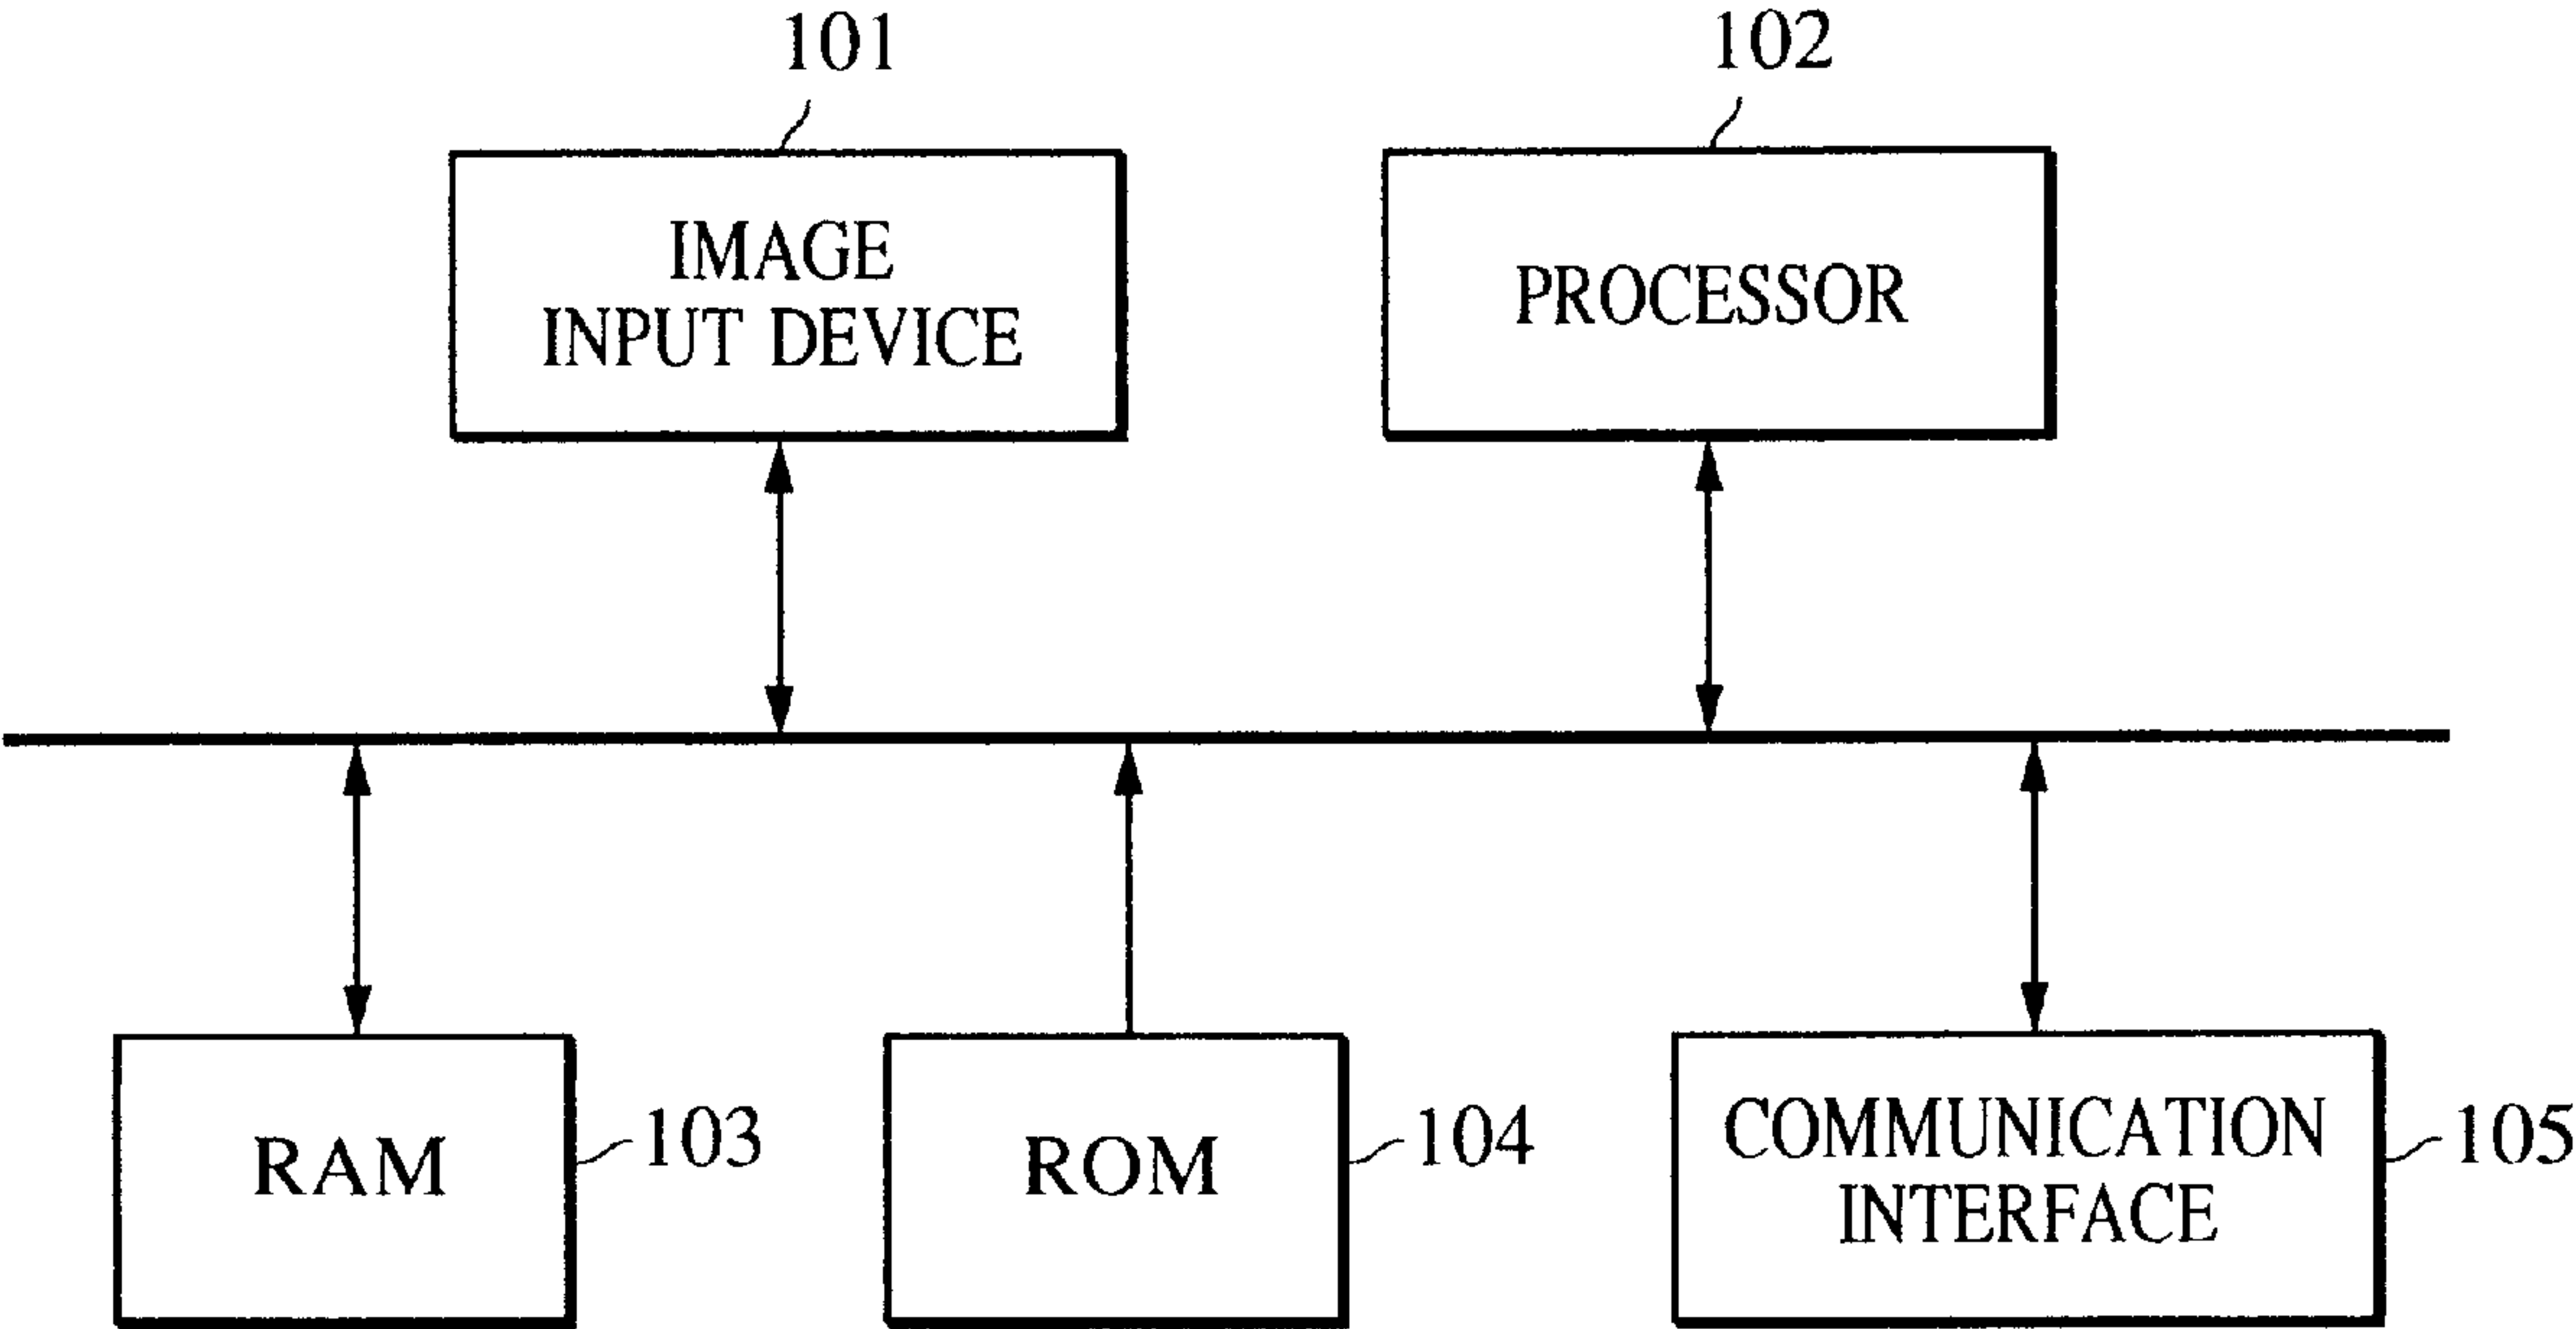 101
102
IMAGE
INPUT DEVICE
PROCESSOR
RAM
103
ROM
104
COMMUNICATION
INTERFACE
105